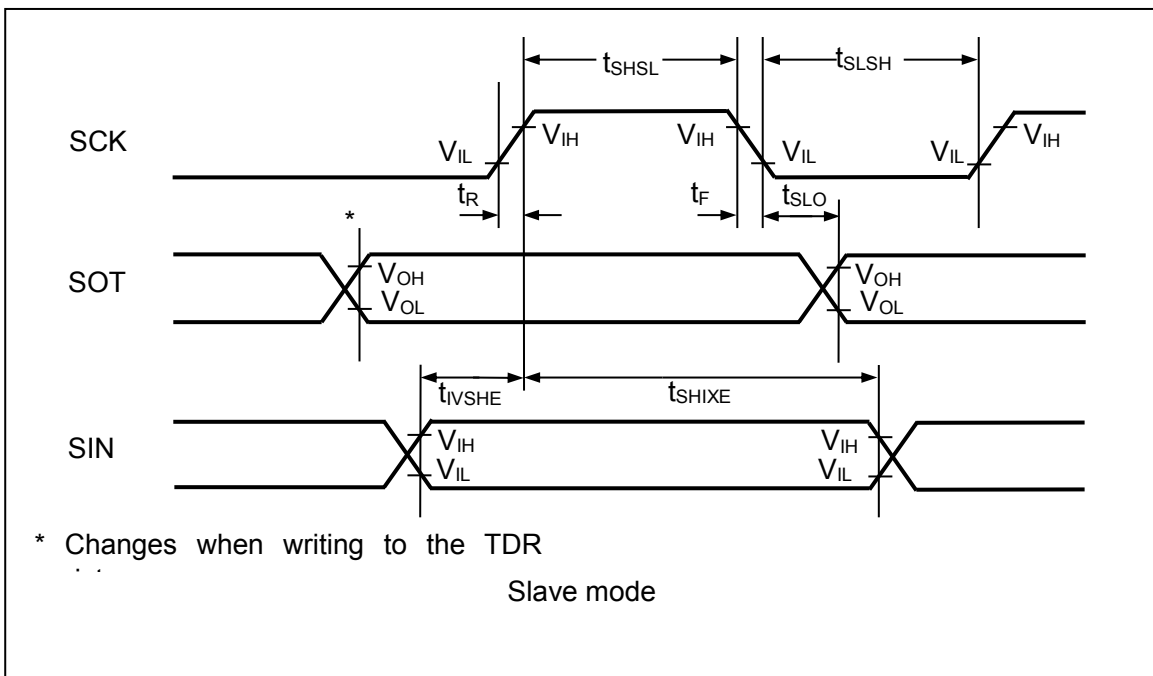 tSHSL
tSLSH
SCK
VIL
VIH
VIH
VIL
VIL
VIH
tR
tF
tSLO
*
SOT
VOH
VOL
VOH
VOL
tIVSHE
tSHIXE
SIN
VIH
VIL
VIH
VIL
* Changes when writing to the TDR
Slave mode